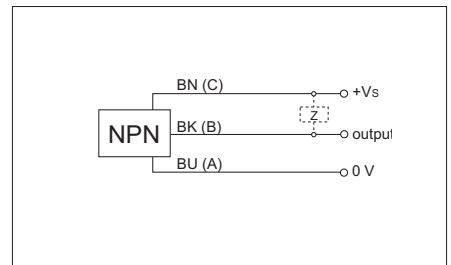 BN (C)
+Vs
Z
NPN
BK (B)
output
BU (A)
0 V